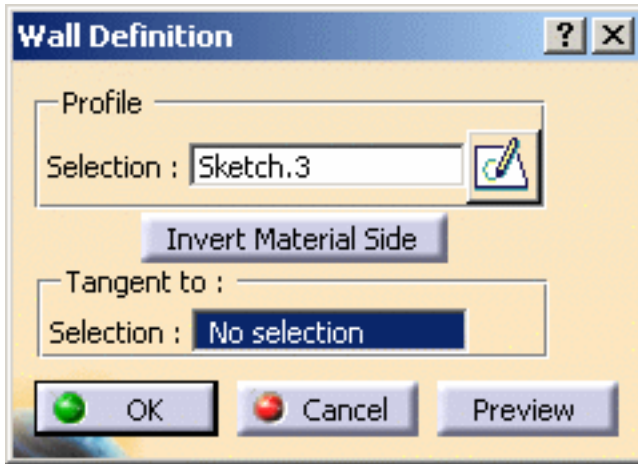 Wall Definition ? X
Profile
Selection : Sketch.3
Invert Material Side
Tangent to :
Selection : No selection
OK Cancel Preview